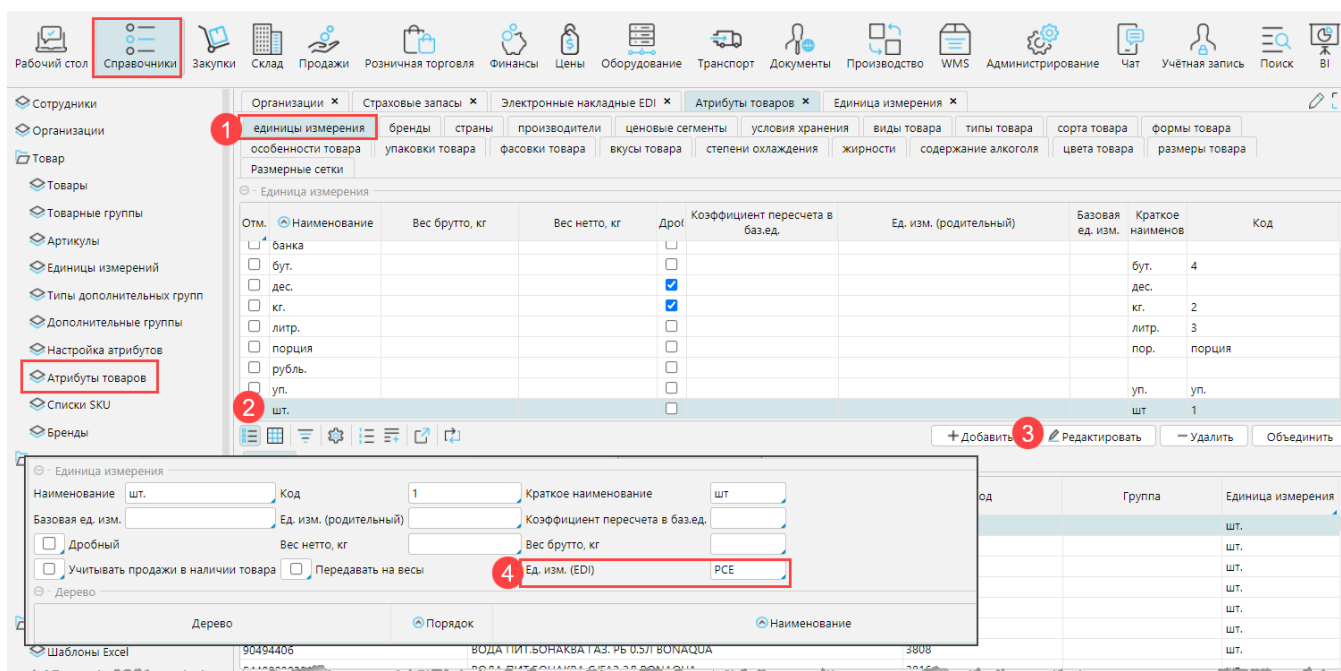 Рабочий стол Справочники Закупки Склад Продажи Розничная торговля Финансы Цены Оборудование Транспорт Документы Производство WMS Администрирование Чат Учётная запись Поиск BI
Сотрудники
Организации
Товар
Товары
Товарные группы
Артикулы
Единицы измерений
Типы дополнительных групп
Дополнительные группы
Настройка атрибутов
Атрибуты товаров
Списки SKU
Бренды
Шаблоны Excel
Организации × Страховые запасы × Электронные накладные EDI × Атрибуты товаров × Единица измерения ×
1 единицы измерения бренды страны производители ценовые сегменты условия хранения виды товара типы товара сорта товара формы товара
особенности товара упаковки товара фасовки товара вкусы товара степени охлаждения жирности содержание алкоголя цвета товара размеры товара
Размерные сетки
Единица измерения
Отм. Наименование Вес брутто, кг Вес нетто, кг Дроб Коэффициент пересчета в баз.ед. Ед. изм. (родительный) Базовая ед. изм. Краткое наименов Код
банка
бут. бут. 4
дес. дес.
кг. кг. 2
литр. литр. 3
порция пор. порция
рубль.
уп. уп. уп.
2 шт. шт 1
+ Добавить 3 Редактировать — Удалить Объединить
Единица измерения
Наименование шт. Код 1 Краткое наименование шт
Базовая ед. изм. Ед. изм. (родительный) Коэффициент пересчета в баз.ед.
Дробный Вес нетто, кг Вес брутто, кг
Учитывать продажи в наличии товара Передавать на весы 4 Ед. изм. (EDI) PCE
Дерево
Дерево Порядок Наименование
од Группа Единица измерения
шт.
шт.
шт.
шт.
шт.
шт.
90494406 ВОДА ПИТ.БОНАКВА ГАЗ. РБ 0.5Л BONAQUA 3808 шт.